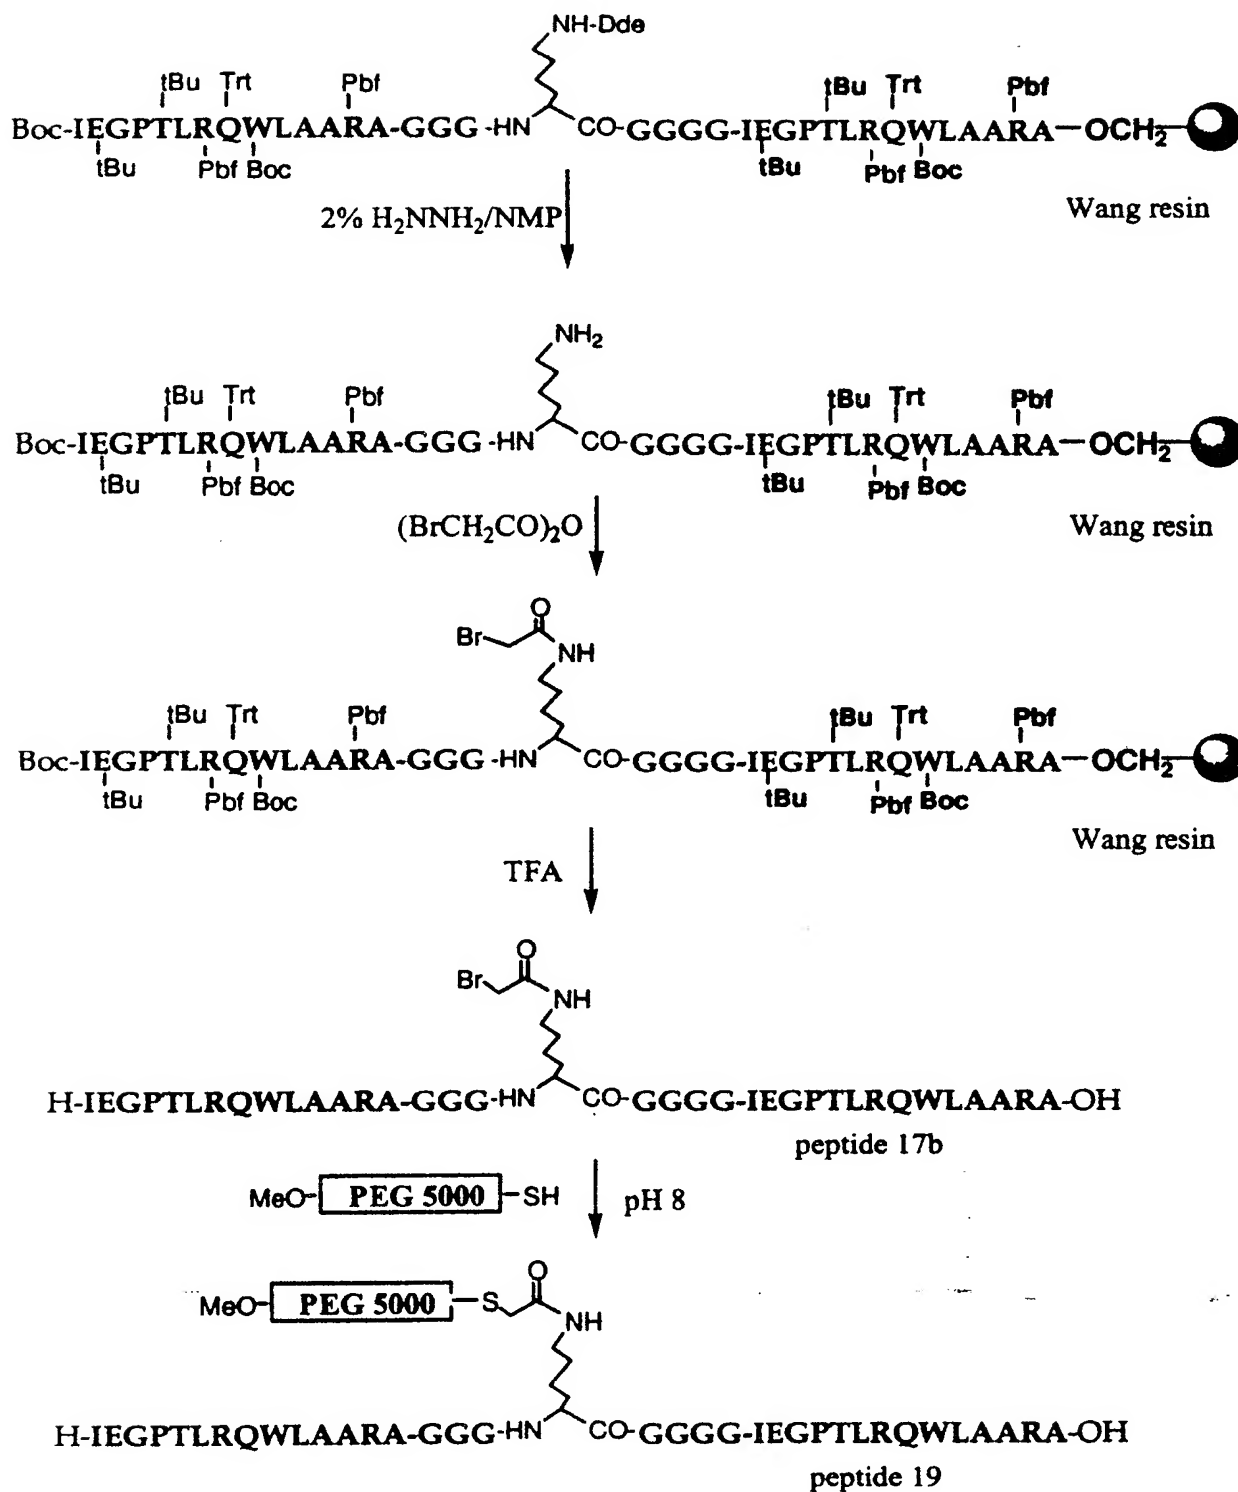 NH-Dde
tBu Trt Pbf tBu Trt Pbf
Boc-IEGPTLRQWLAARA-GGG-HN CO-GGGG-IEGPTLRQWLAARA-OCH2
tBu Pbf Boc tBu Pbf Boc
Wang resin
2% H2NNH2/NMP
NH2
tBu Trt Pbf tBu Trt Pbf
Boc-IEGPTLRQWLAARA-GGG-HN CO-GGGG-IEGPTLRQWLAARA-OCH2
tBu Pbf Boc tBu Pbf Boc
Wang resin
(BrCH2CO)2O
O
Br NH
tBu Trt Pbf tBu Trt Pbf
Boc-IEGPTLRQWLAARA-GGG-HN CO-GGGG-IEGPTLRQWLAARA-OCH2
tBu Pbf Boc tBu Pbf Boc
Wang resin
TFA
O
Br NH
H-IEGPTLRQWLAARA-GGG-HN CO-GGGG-IEGPTLRQWLAARA-OH
peptide 17b
MeO- PEG 5000 -SH pH 8
O
MeO- PEG 5000 -S NH
H-IEGPTLRQWLAARA-GGG-HN CO-GGGG-IEGPTLRQWLAARA-OH
peptide 19